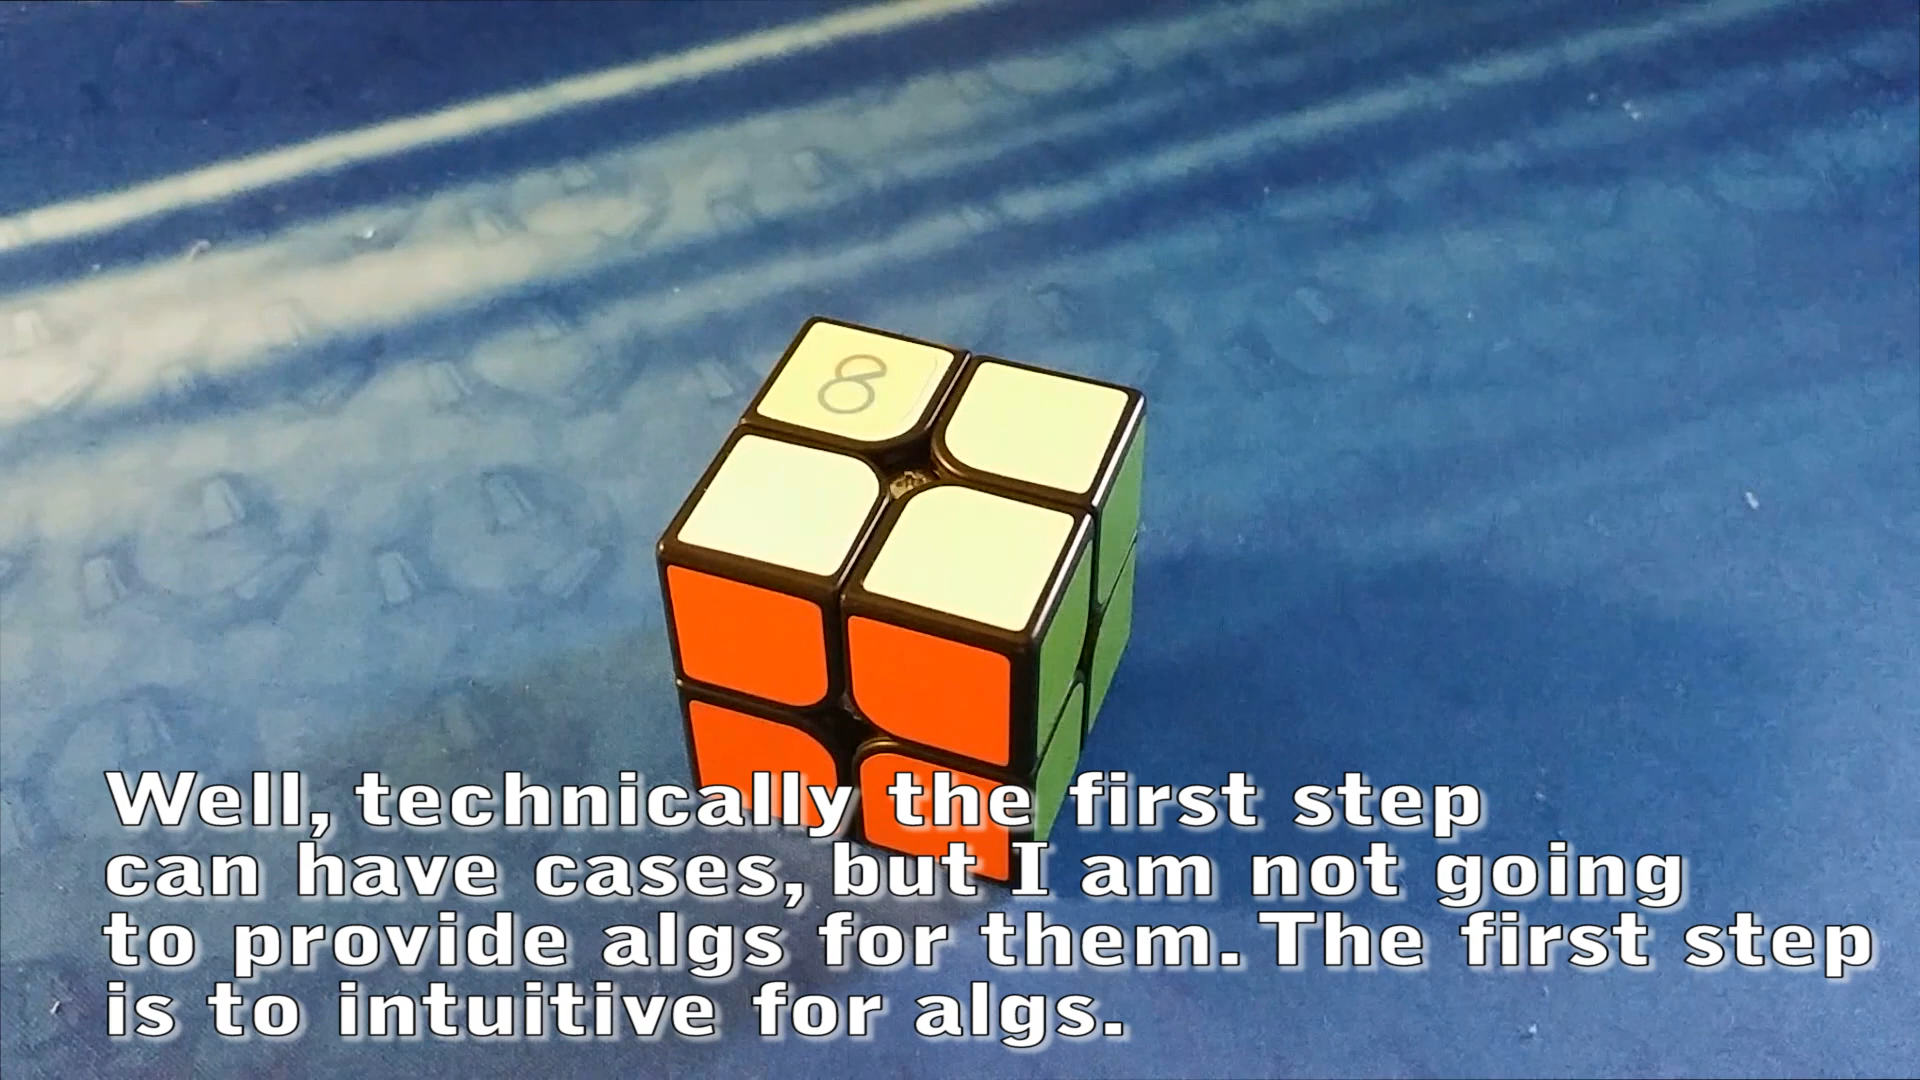 8
Well, technically the first step
can have cases, but I am not going
to provide algs for them. The first step
is to intuitive for algs.